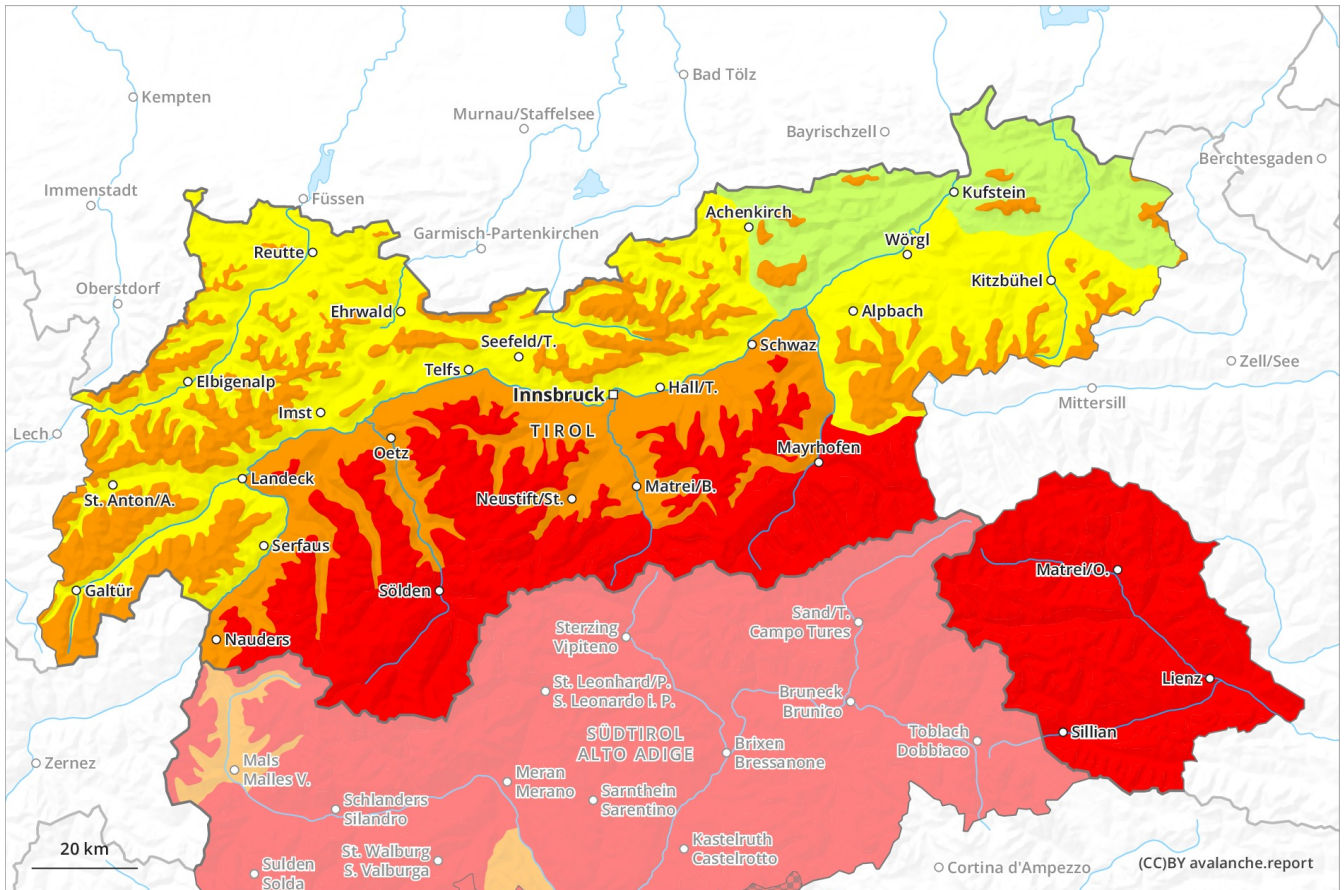 Bad Tölz
Kempten
Murnau/Staffelsee
Bayrischzell
Berchtesgaden
Immenstadt
Füssen
Kufstein
Achenkirch
Garmisch-Partenkirchen
Wörgl
Reutte
Kitzbühel
Oberstdorf
Ehrwald
Alpbach
Seefeld/T.
Schwaz
Zell/See
Telfs
Elbigenalp
Innsbruck
Hall/T.
Mittersill
Imst
TIROL
Lech
Oetz
Mayrhofen
Landeck
St. Anton/A.
Neustift/St.
Matrei/B.
Serfaus
Matrei/O.
Galtür
Sölden
Sand/T.
Campo Tures
Sterzing
Vipiteno
Nauders
Lienz
St. Leonhard/P.
S. Leonardo i. P.
Bruneck
Brunico
SÜDTIROL
ALTO ADIGE
Toblach
Dobbiaco
Sillian
Brixen
Bressanone
Zernez
Mals
Malles V.
Meran
Merano
Sarnthein
Sarentino
Schlanders
Silandro
20 km
St. Walburg
S. Valburga
Kastelruth
Castelrotto
Sulden
Solda
Cortina d'Ampezzo
(CC)BY avalanche.report